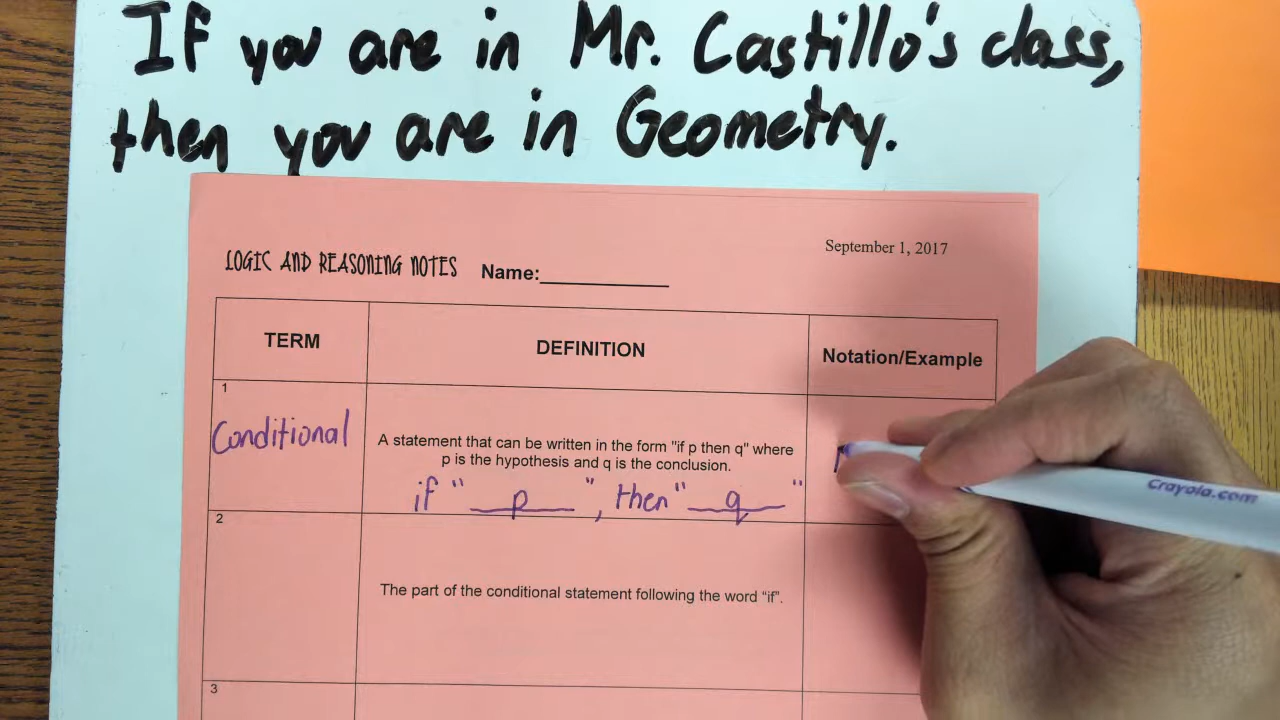 If you are in Mr. Castillo's class,
then you are in Geometry.
September 1, 2017
LOGIC AND REASONING NOTES Name:__________
TERM DEFINITION Notation/Example
1
Conditional
A statement that can be written in the form "if p then q" where
p is the hypothesis and q is the conclusion.
if "__p__", then "__q__"
2
The part of the conditional statement following the word “if”.
3
Crayola.com